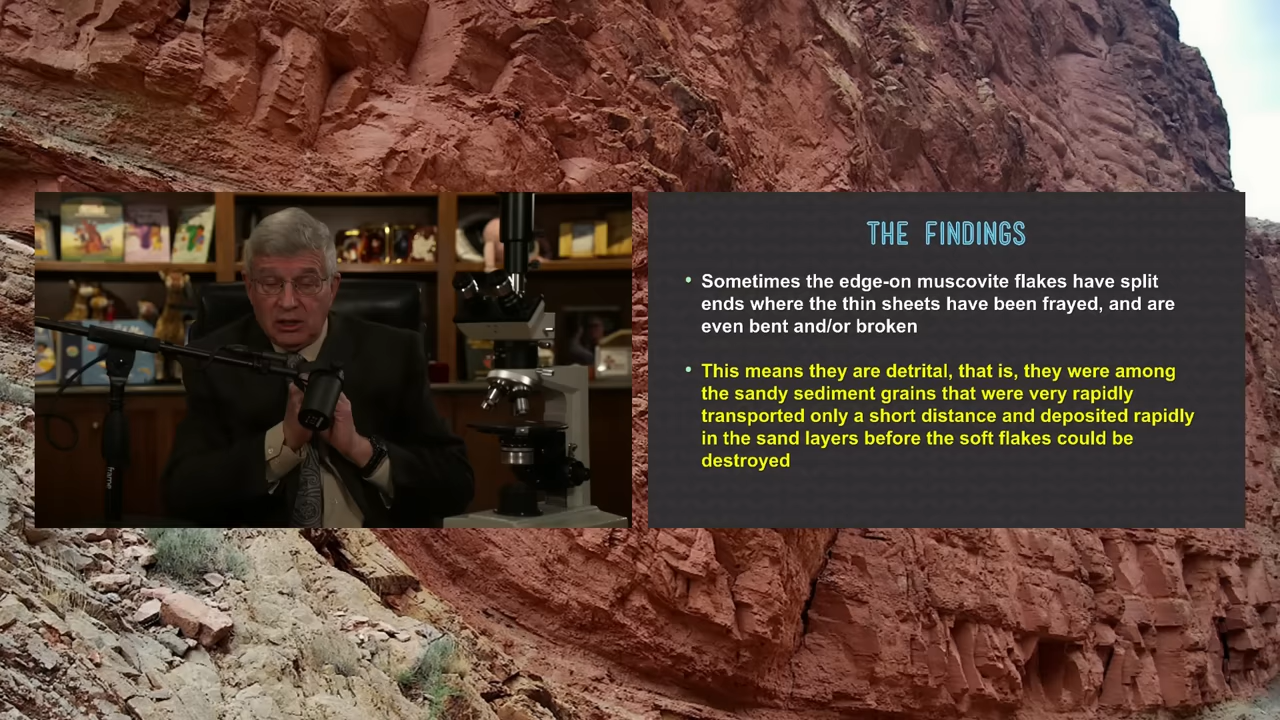 THE FINDINGS
• Sometimes the edge-on muscovite flakes have split
ends where the thin sheets have been frayed, and are
even bent and/or broken
• This means they are detrital, that is, they were among
the sandy sediment grains that were very rapidly
transported only a short distance and deposited rapidly
in the sand layers before the soft flakes could be
destroyed
frame